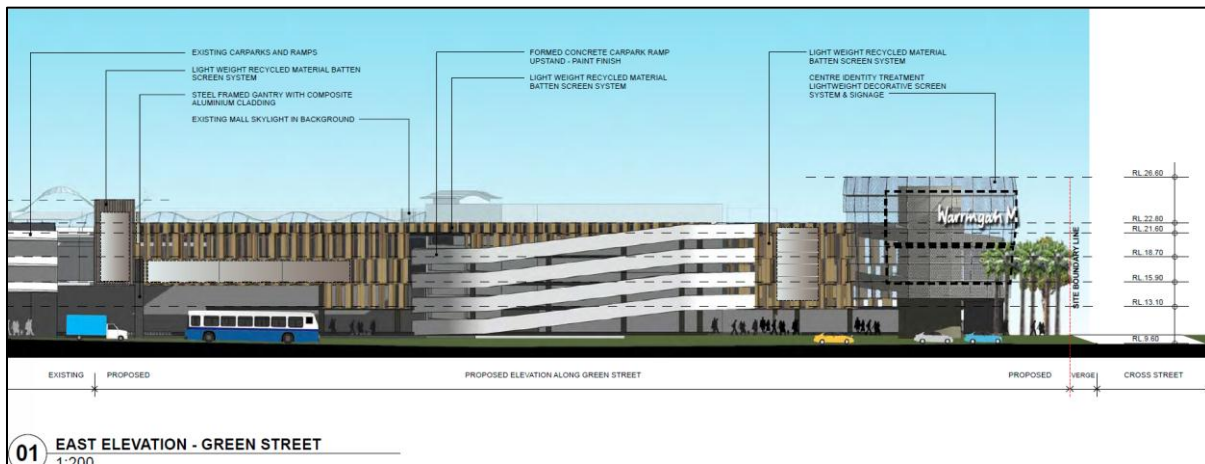 EXISTING CARPARKS AND RAMPS
LIGHT WEIGHT RECYCLED MATERIAL BATTEN
SCREEN SYSTEM
STEEL FRAMED GANTRY WITH COMPOSITE
ALUMINIUM CLADDING
EXISTING MALL SKYLIGHT IN BACKGROUND
FORMED CONCRETE CARPARK RAMP
UPSTAND - PAINT FINISH
LIGHT WEIGHT RECYCLED MATERIAL
BATTEN SCREEN SYSTEM
LIGHT WEIGHT RECYCLED MATERIAL
BATTEN SCREEN SYSTEM
CENTRE IDENTITY TREATMENT
LIGHTWEIGHT DECORATIVE SCREEN
SYSTEM & SIGNAGE
Warringah M
SITE BOUNDARY LINE
RL.26.60
RL.22.80
RL.21.60
RL.18.70
RL.15.90
RL.13.10
RL.9.60
EXISTING
PROPOSED
PROPOSED ELEVATION ALONG GREEN STREET
PROPOSED
VERGE
CROSS STREET
01
EAST ELEVATION - GREEN STREET
1:200